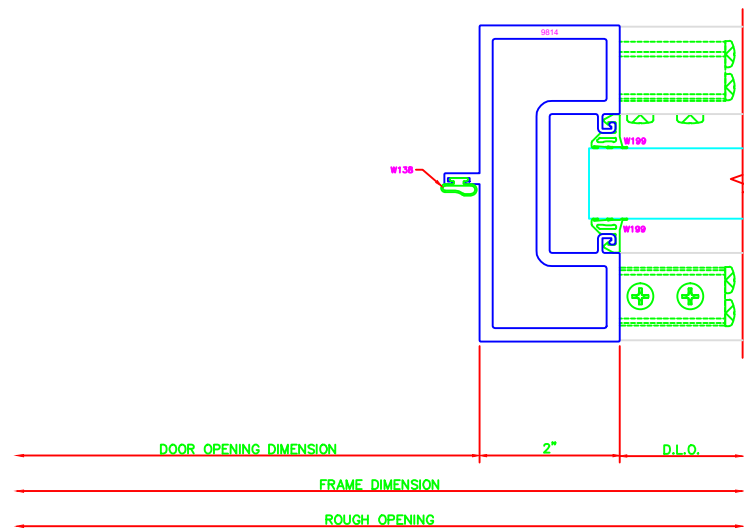 9814
W199
W138
W199
DOOR OPENING DIMENSION
2"
D.L.O.
FRAME DIMENSION
ROUGH OPENING